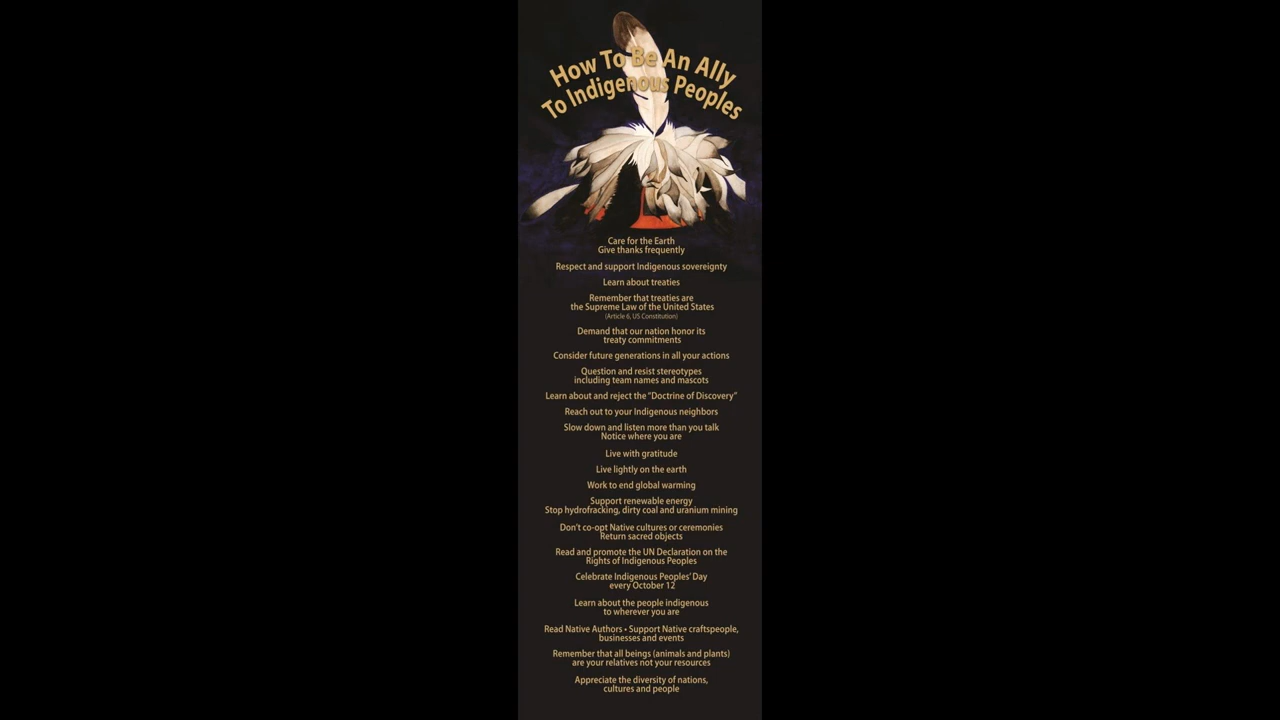 How To Be An Ally
To Indigenous Peoples
Care for the Earth
Give thanks frequently
Respect and support Indigenous sovereignty
Learn about treaties
Remember that treaties are
the Supreme Law of the United States
(Article 6, US Constitution)
Demand that our nation honor its
treaty commitments
Consider future generations in all your actions
Question and resist stereotypes
including team names and mascots
Learn about and reject the "Doctrine of Discovery"
Reach out to your Indigenous neighbors
Slow down and listen more than you talk
Notice where you are
Live with gratitude
Live lightly on the earth
Work to end global warming
Support renewable energy
Stop hydrofracking, dirty coal and uranium mining
Don't co-opt Native cultures or ceremonies
Return sacred objects
Read and promote the UN Declaration on the
Rights of Indigenous Peoples
Celebrate Indigenous Peoples' Day
every October 12
Learn about the people indigenous
to wherever you are
Read Native Authors • Support Native craftspeople,
businesses and events
Remember that all beings (animals and plants)
are your relatives not your resources
Appreciate the diversity of nations,
cultures and people